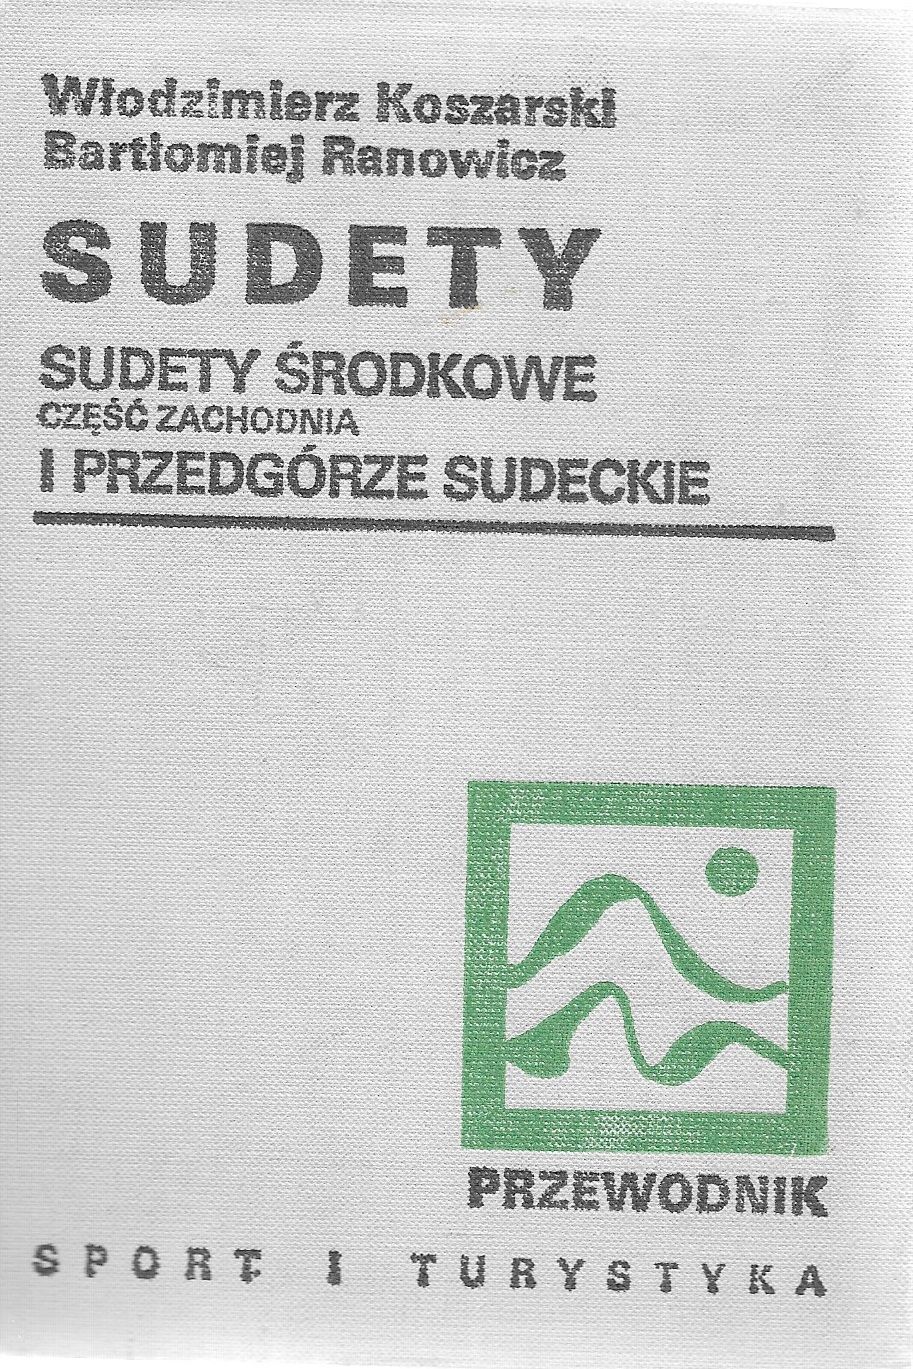 Włodzimierz Koszarski
Bartłomiej Ranowicz
SUDETY
SUDETY ŚRODKOWE
CZĘŚĆ ZACHODNIA
I PRZEDGÓRZE SUDECKIE
PRZEWODNIK
SPORT I TURYSTYKA